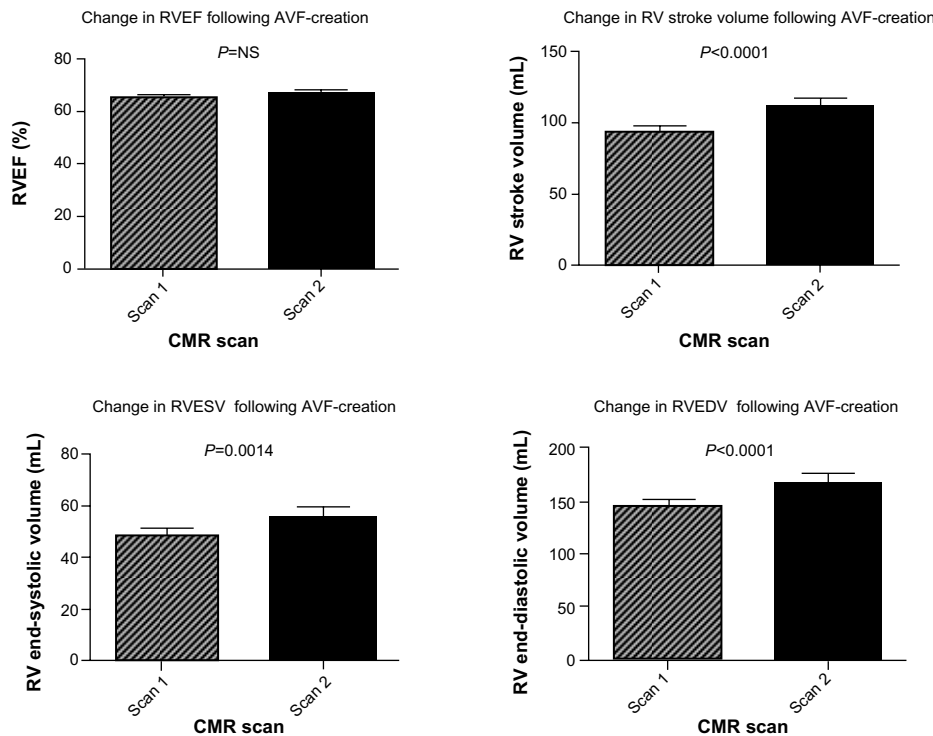 Change in RVEF following AVF-creation
P=NS
80
60
40
20
0
RVEF (%)
Scan 1
Scan 2
CMR scan
Change in RV stroke volume following AVF-creation
P<0.0001
150
100
50
0
RV stroke volume (mL)
Scan 1
Scan 2
CMR scan
Change in RVESV following AVF-creation
P=0.0014
80
60
40
20
0
RV end-systolic volume (mL)
Scan 1
Scan 2
CMR scan
Change in RVEDV following AVF-creation
P<0.0001
200
150
100
50
0
RV end-diastolic volume (mL)
Scan 1
Scan 2
CMR scan